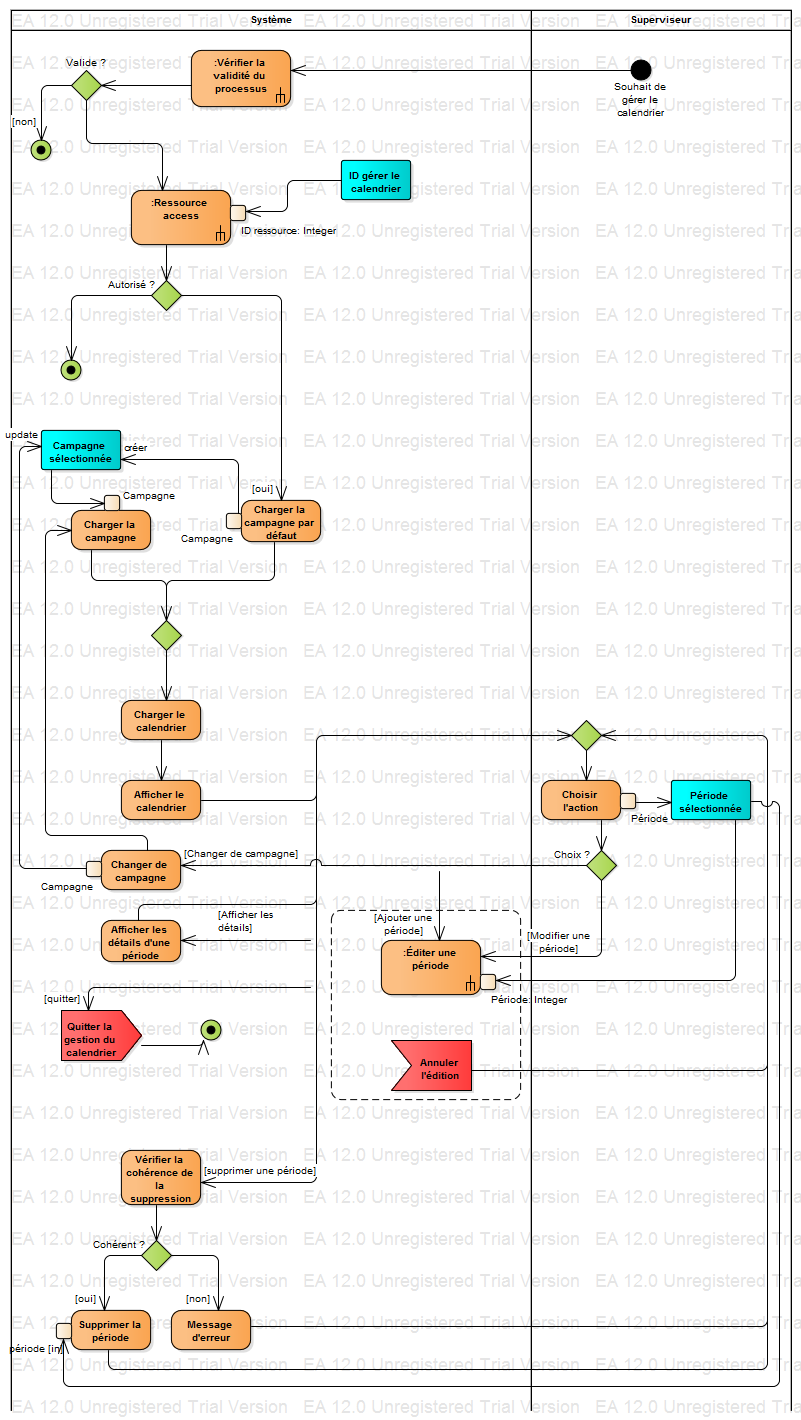 Système
Superviseur
Valide ?
:Vérifier la
validité du
processus
Souhait de
gérer le
calendrier
[non]
ID gérer le
calendrier
:Ressource
access
ID ressource: Integer
Autorisé ?
update
Campagne
sélectionnée
créer
Campagne
[oui]
Charger la
campagne
Charger la
campagne par
défaut
Campagne
Charger le
calendrier
Afficher le
calendrier
Choisir
l'action
Période
sélectionnée
Période
[Changer de campagne]
Choix ?
Changer de
campagne
Campagne
[Afficher les
détails]
[Ajouter une
période]
Afficher les
détails d'une
période
[Modifier une
période]
:Éditer une
période
[quitter]
Période: Integer
Quitter la
gestion du
calendrier
Annuler
l'édition
Vérifier la
cohérence de
la
suppression
[supprimer une période]
Cohérent ?
[oui]
[non]
Supprimer la
période
Message
d'erreur
période [in]
EA 12.0 Unregistered Trial Version